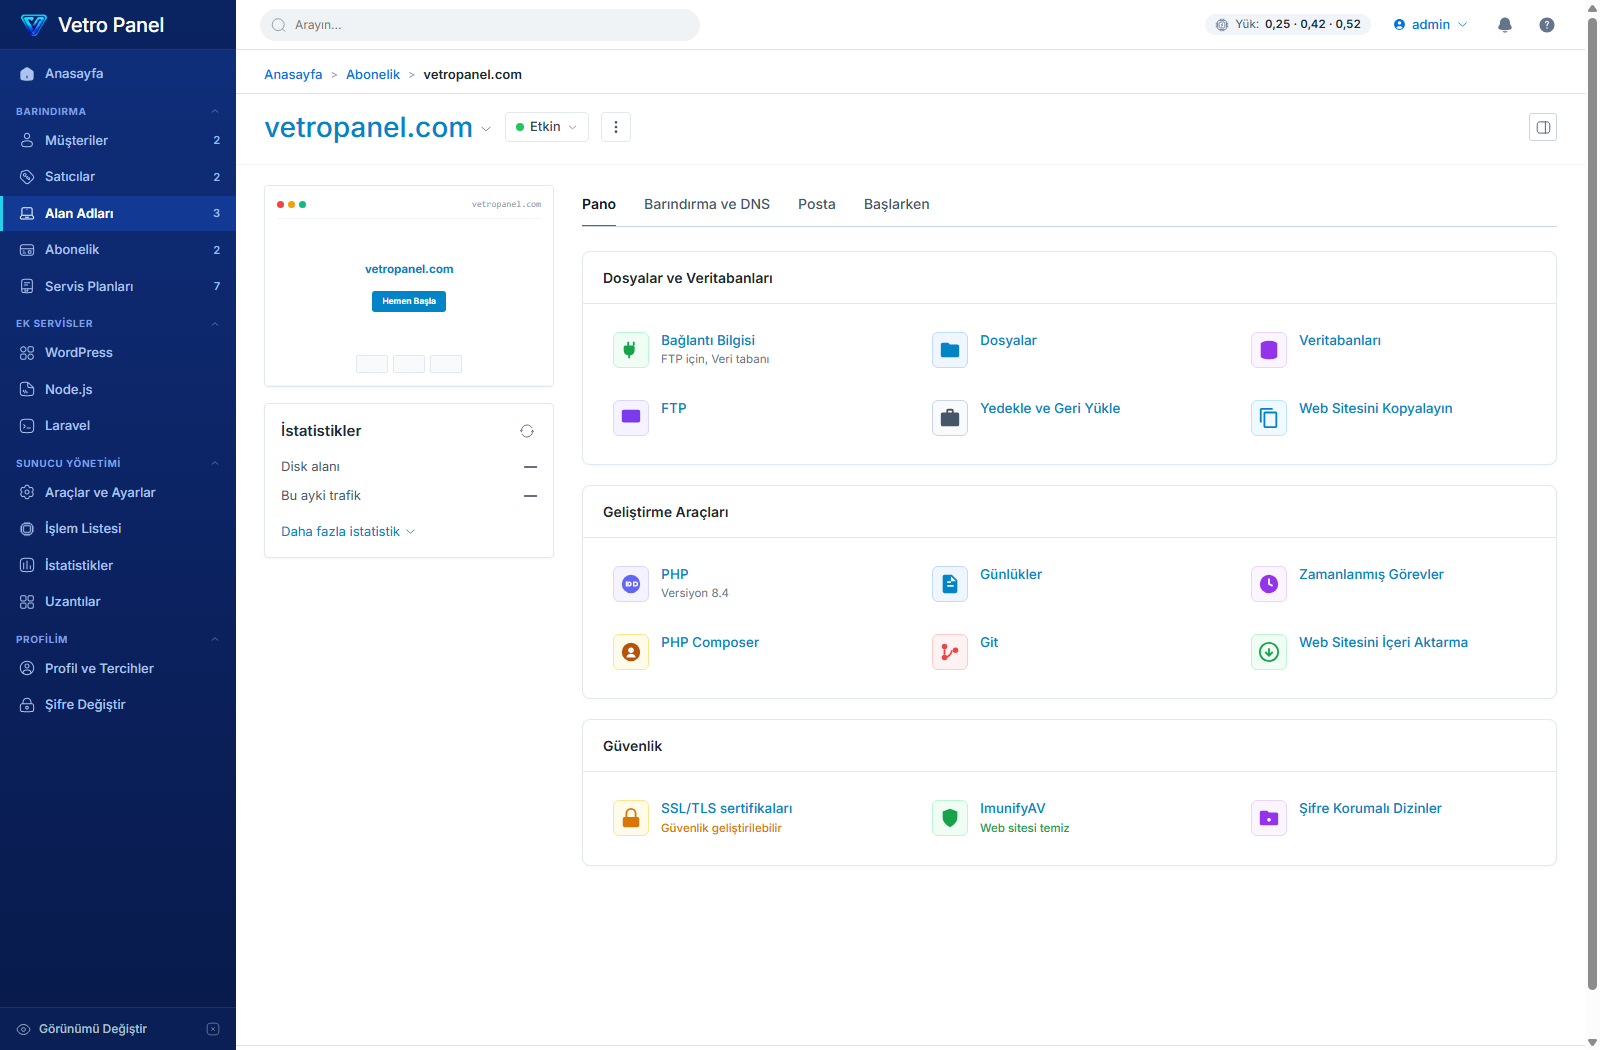 Vetro Panel
Arayın...
Yük: 0,25 · 0,42 · 0,52
admin
Anasayfa
BARINDIRMA
Müşteriler 2
Satıcılar 2
Alan Adları 3
Abonelik 2
Servis Planları 7
EK SERVİSLER
WordPress
Node.js
Laravel
SUNUCU YÖNETİMİ
Araçlar ve Ayarlar
İşlem Listesi
İstatistikler
Uzantılar
PROFİLİM
Profil ve Tercihler
Şifre Değiştir
Görünümü Değiştir
Anasayfa > Abonelik > vetropanel.com
vetropanel.com
Etkin
vetropanel.com
vetropanel.com
Hemen Başla
İstatistikler
Disk alanı —
Bu ayki trafik —
Daha fazla istatistik
Pano Barındırma ve DNS Posta Başlarken
Dosyalar ve Veritabanları
Bağlantı Bilgisi
FTP için, Veri tabanı
Dosyalar
Veritabanları
FTP
Yedekle ve Geri Yükle
Web Sitesini Kopyalayın
Geliştirme Araçları
PHP
Versiyon 8.4
Günlükler
Zamanlanmış Görevler
PHP Composer
Git
Web Sitesini İçeri Aktarma
Güvenlik
SSL/TLS sertifikaları
Güvenlik geliştirilebilir
ImunifyAV
Web sitesi temiz
Şifre Korumalı Dizinler